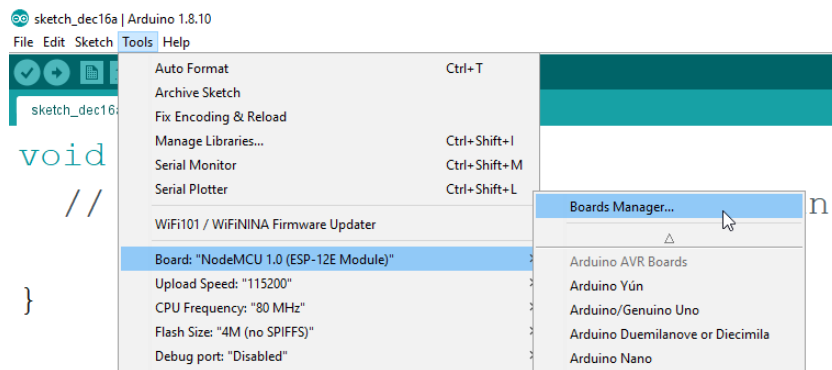 sketch_dec16a | Arduino 1.8.10
File Edit Sketch Tools Help
sketch_dec16a
void
//
n
}
Auto Format Ctrl+T
Archive Sketch
Fix Encoding & Reload
Manage Libraries... Ctrl+Shift+I
Serial Monitor Ctrl+Shift+M
Serial Plotter Ctrl+Shift+L
WiFi101 / WiFiNINA Firmware Updater
Board: "NodeMCU 1.0 (ESP-12E Module)"
Upload Speed: "115200"
CPU Frequency: "80 MHz"
Flash Size: "4M (no SPIFFS)"
Debug port: "Disabled"
Boards Manager...
Arduino AVR Boards
Arduino Yún
Arduino/Genuino Uno
Arduino Duemilanove or Diecimila
Arduino Nano